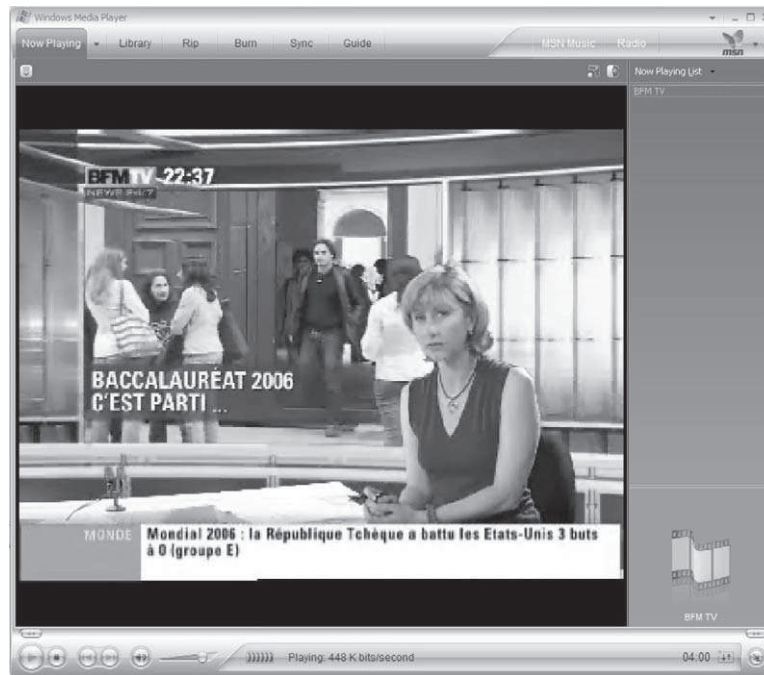 Windows Media Player
Now Playing Library Rip Burn Sync Guide MSN Music Radio msn
Now Playing List
BFM TV
BFM TV 22:37
NEWS 24/7
BACCALAURÉAT 2006
C'EST PARTI ...
MONDE Mondial 2006 : la République Tchèque a battu les Etats-Unis 3 buts
à 0 (groupe E)
BFM TV
Playing: 448 K bits/second 04:00